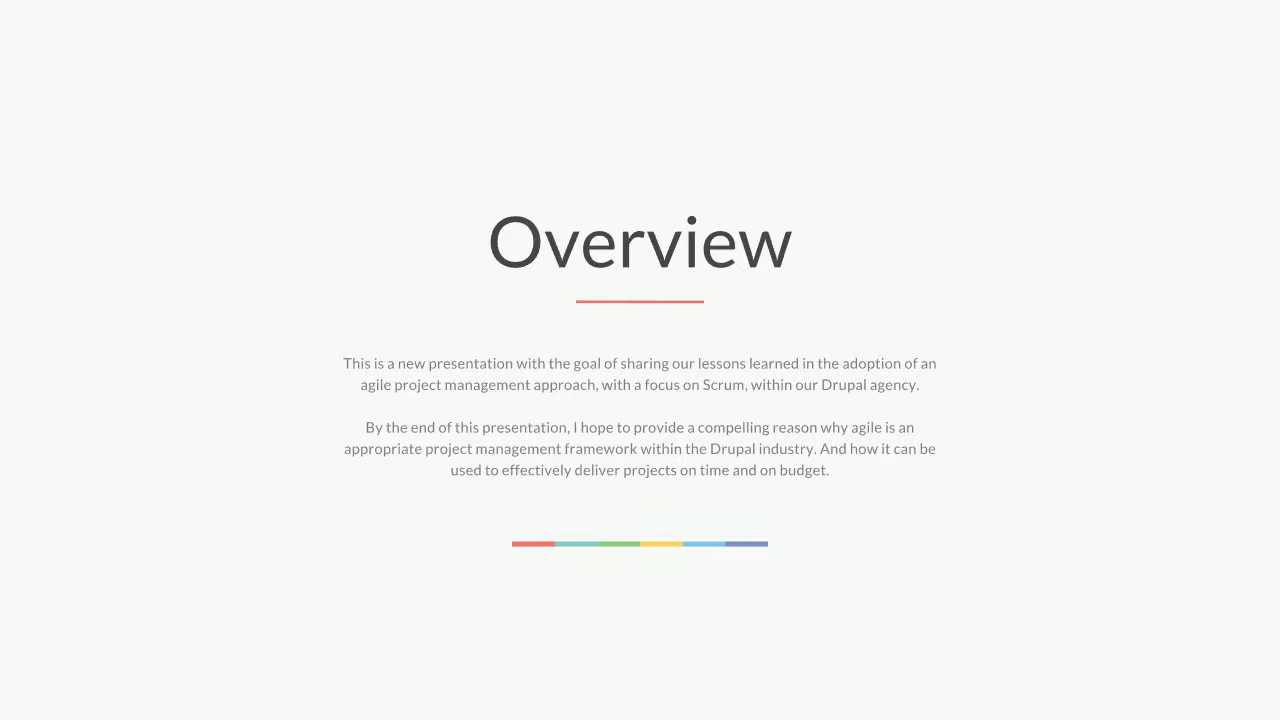 Overview
This is a new presentation with the goal of sharing our lessons learned in the adoption of an
agile project management approach, with a focus on Scrum, within our Drupal agency.
By the end of this presentation, I hope to provide a compelling reason why agile is an
appropriate project management framework within the Drupal industry. And how it can be
used to effectively deliver projects on time and on budget.